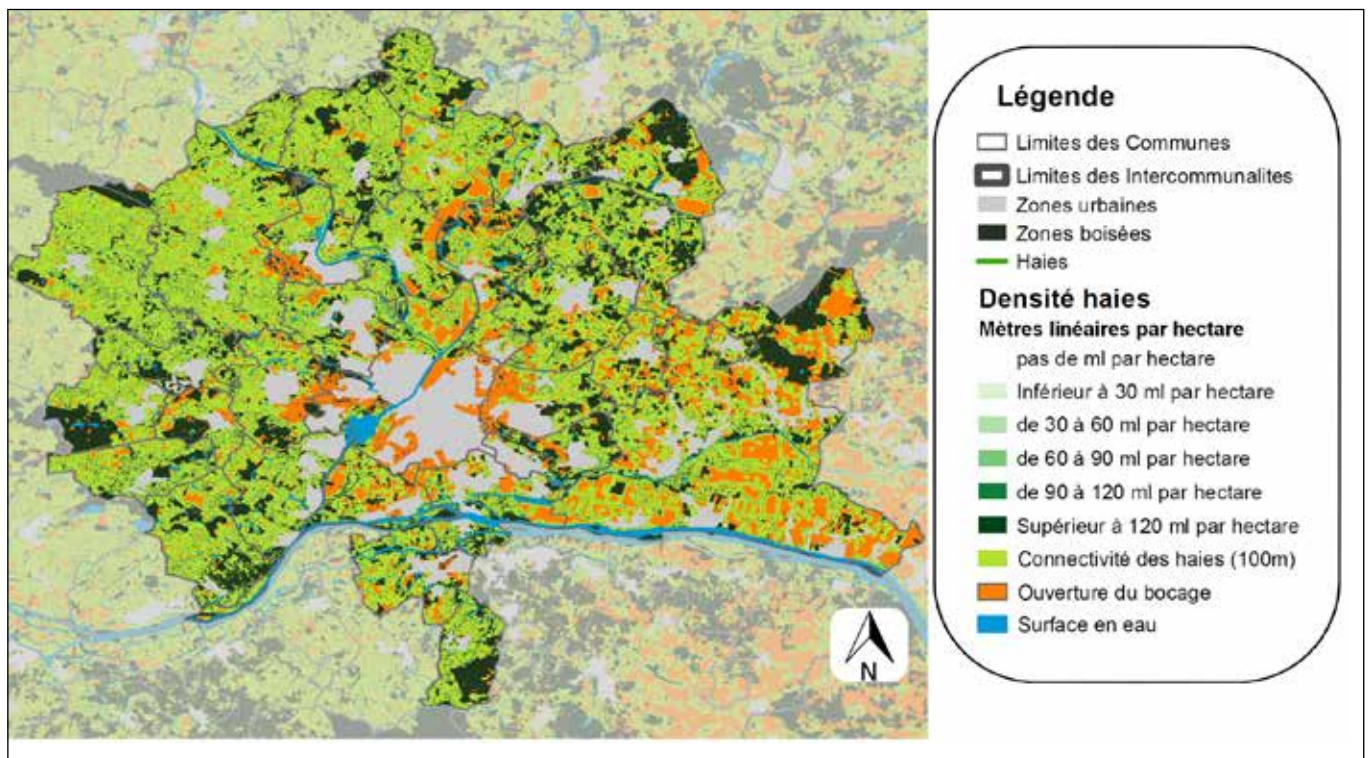 Légende
Limites des Communes
Limites des Intercommunalites
Zones urbaines
Zones boisées
Haies
Densité haies
Mètres linéaires par hectare
pas de ml par hectare
Inférieur à 30 ml par hectare
de 30 à 60 ml par hectare
de 60 à 90 ml par hectare
de 90 à 120 ml par hectare
Supérieur à 120 ml par hectare
Connectivité des haies (100m)
Ouverture du bocage
Surface en eau
N